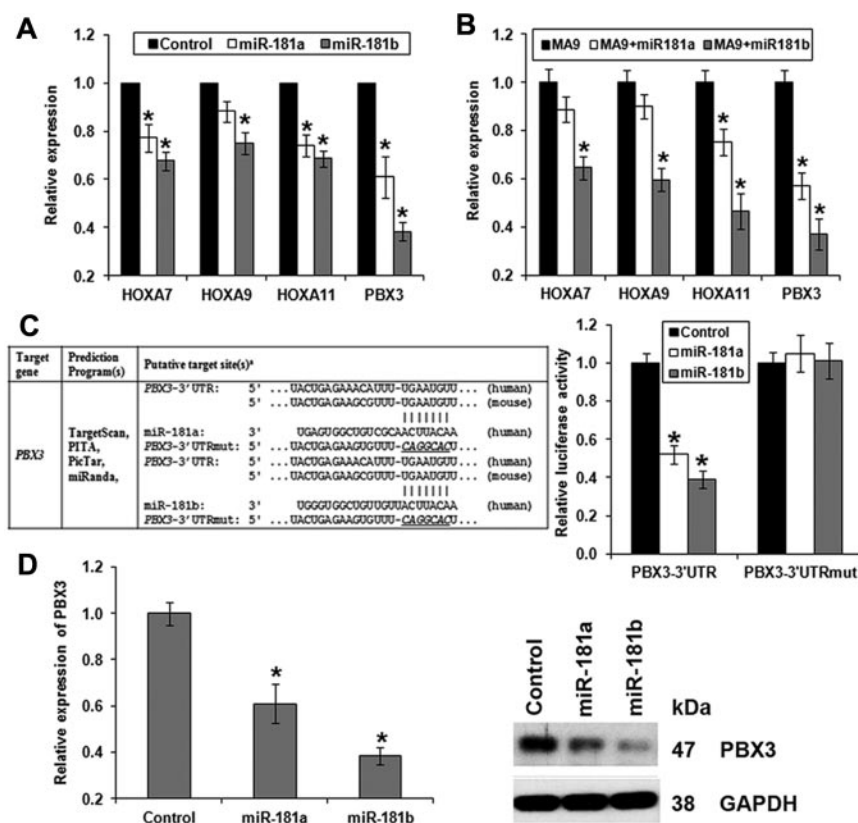 A
Control miR-181a miR-181b
Relative expression
1.2
1.0
0.8
0.6
0.4
0.2
HOXA7 HOXA9 HOXA11 PBX3
* * * * * * *
B
MA9 MA9+miR181a MA9+miR181b
Relative expression
1.2
1.0
0.8
0.6
0.4
0.2
HOXA7 HOXA9 HOXA11 PBX3
* * * * * *
C
Target gene Prediction Program(s) Putative target site(s)ª
PBX3
TargetScan,
PITA,
PicTar,
miRanda,
PBX3-3'UTR: 5' ...UACUGAGAAACAUUU-UGAAUGUU... (human)
5' ...UACUGAGAAGCGUUU-UGAAUGUU... (mouse)
|||||||
miR-181a: 3' UGAGUGGCUGUCGCAACUUACAA (human)
PBX3-3'UTRmut: 5' ...UACUGAGAAGUGUUU-CAGGCACU... (human)
PBX3-3'UTR: 5' ...UACUGAGAAACAUUU-UGAAUGUU... (human)
5' ...UACUGAGAAGCGUUU-UGAAUGUU... (mouse)
|||||||
miR-181b: 3' UGGGUGGCUGUUGUUACUUACAA (human)
PBX3-3'UTRmut: 5' ...UACUGAGAAGUGUUU-CAGGCACU... (human)
Control
miR-181a
miR-181b
Relative luciferase activity
1.4
1.2
1.0
0.8
0.6
0.4
0.2
0.0
* *
PBX3-3'UTR PBX3-3'UTRmut
D
Relative expression of PBX3
1.2
1.0
0.8
0.6
0.4
0.2
* *
Control miR-181a miR-181b
Control miR-181a miR-181b
kDa
47 PBX3
38 GAPDH